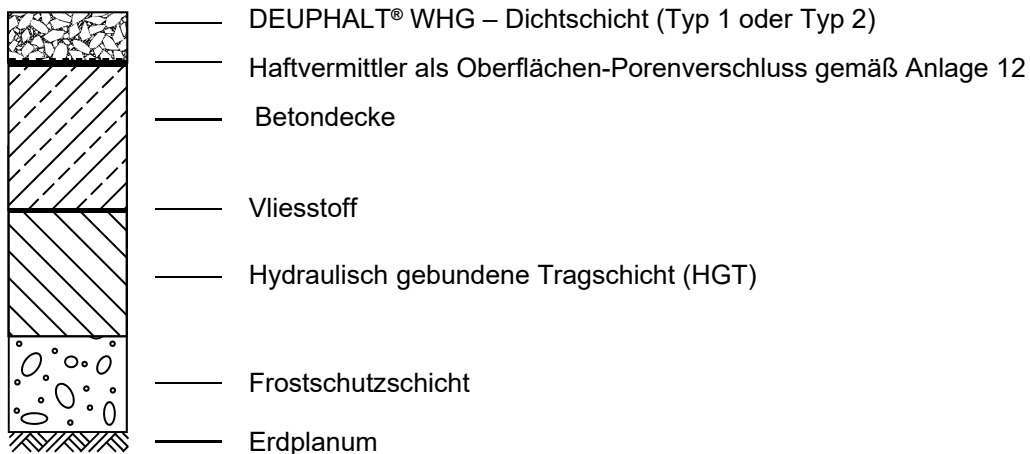 DEUPHALT® WHG – Dichtschicht (Typ 1 oder Typ 2)
Haftvermittler als Oberflächen-Porenverschluss gemäß Anlage 12
Betondecke
Vliesstoff
Hydraulisch gebundene Tragschicht (HGT)
Frostschutzschicht
Erdplanum